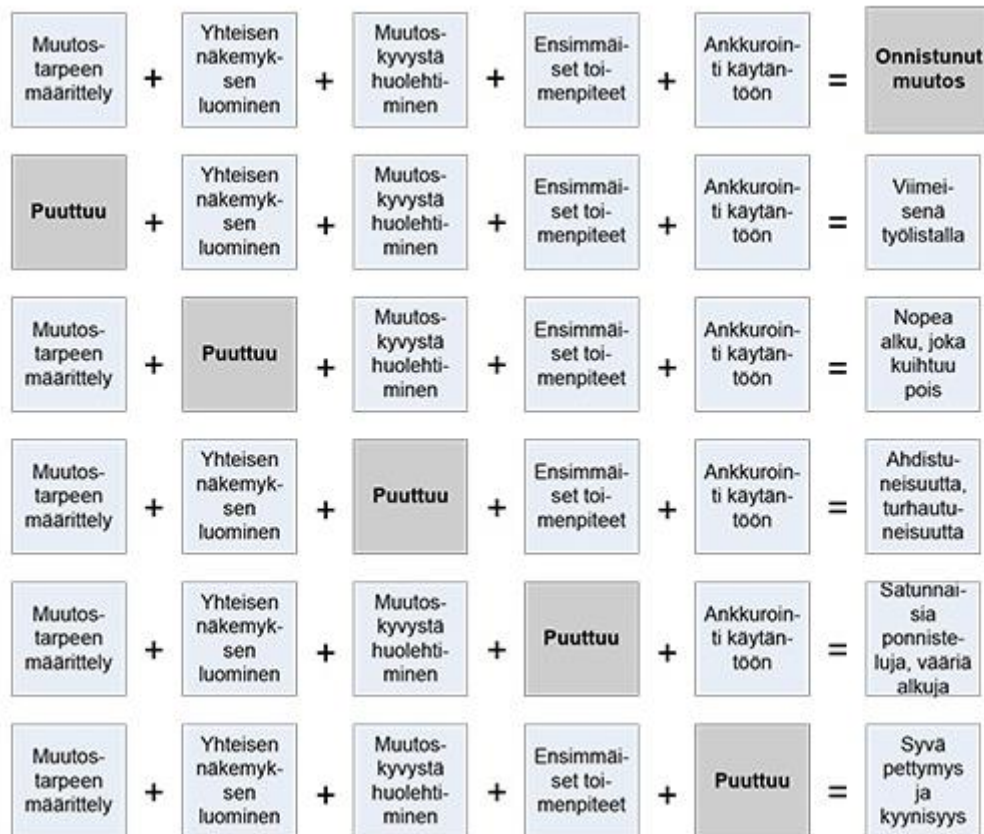 Muutos-
tarpeen
määrittely
+
Yhteisen
näkemyk-
sen
luominen
+
Muutos-
kyvystä
huolehti-
minen
+
Ensimmäi-
set toi-
menpiteet
+
Ankkuroin-
ti käytän-
töön
=
Onnistunut
muutos
Puuttuu
+
Yhteisen
näkemyk-
sen
luominen
+
Muutos-
kyvystä
huolehti-
minen
+
Ensimmäi-
set toi-
menpiteet
+
Ankkuroin-
ti käytän-
töön
=
Viimei-
senä
työlistalla
Muutos-
tarpeen
määrittely
+
Puuttuu
+
Muutos-
kyvystä
huolehti-
minen
+
Ensimmäi-
set toi-
menpiteet
+
Ankkuroin-
ti käytän-
töön
=
Nopea
alku, joka
kuihtuu
pois
Muutos-
tarpeen
määrittely
+
Yhteisen
näkemyk-
sen
luominen
+
Puuttuu
+
Ensimmäi-
set toi-
menpiteet
+
Ankkuroin-
ti käytän-
töön
=
Ahdistu-
neisuutta,
turhautu-
neisuutta
Muutos-
tarpeen
määrittely
+
Yhteisen
näkemyk-
sen
luominen
+
Muutos-
kyvystä
huolehti-
minen
+
Puuttuu
+
Ankkuroin-
ti käytän-
töön
=
Satunnai-
sia
ponniste-
luja, vääriä
alkuja
Muutos-
tarpeen
määrittely
+
Yhteisen
näkemyk-
sen
luominen
+
Muutos-
kyvystä
huolehti-
minen
+
Ensimmäi-
set toi-
menpiteet
+
Puuttuu
=
Syvä
pettymys
ja
kyynisyys